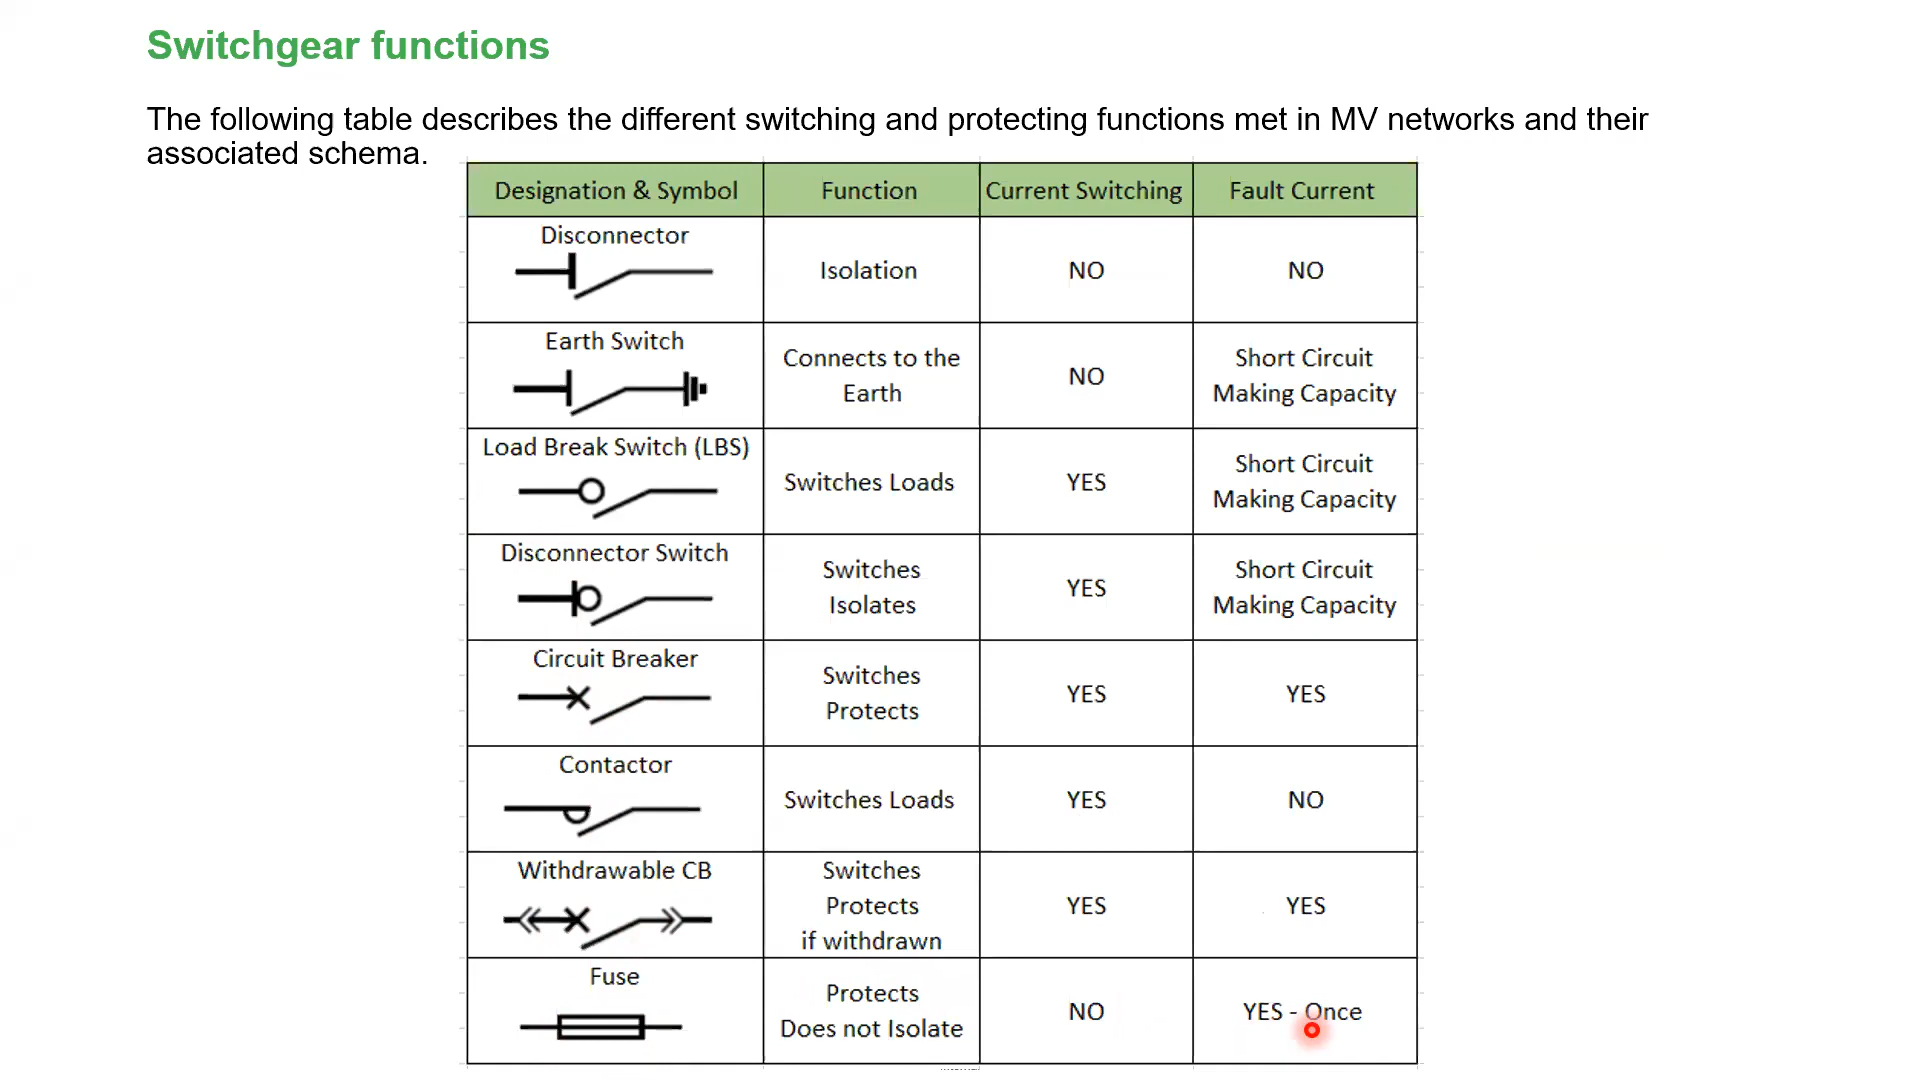 Switchgear functions
The following table describes the different switching and protecting functions met in MV networks and their
associated schema.
Designation & Symbol Function Current Switching Fault Current
Disconnector
Isolation NO NO
Earth Switch
Connects to the
Earth
NO
Short Circuit
Making Capacity
Load Break Switch (LBS)
Switches Loads YES
Short Circuit
Making Capacity
Disconnector Switch
Switches
Isolates
YES
Short Circuit
Making Capacity
Circuit Breaker
Switches
Protects
YES YES
Contactor
Switches Loads YES NO
Withdrawable CB
Switches
Protects
if withdrawn
YES YES
Fuse
Protects
Does not Isolate
NO YES - Once